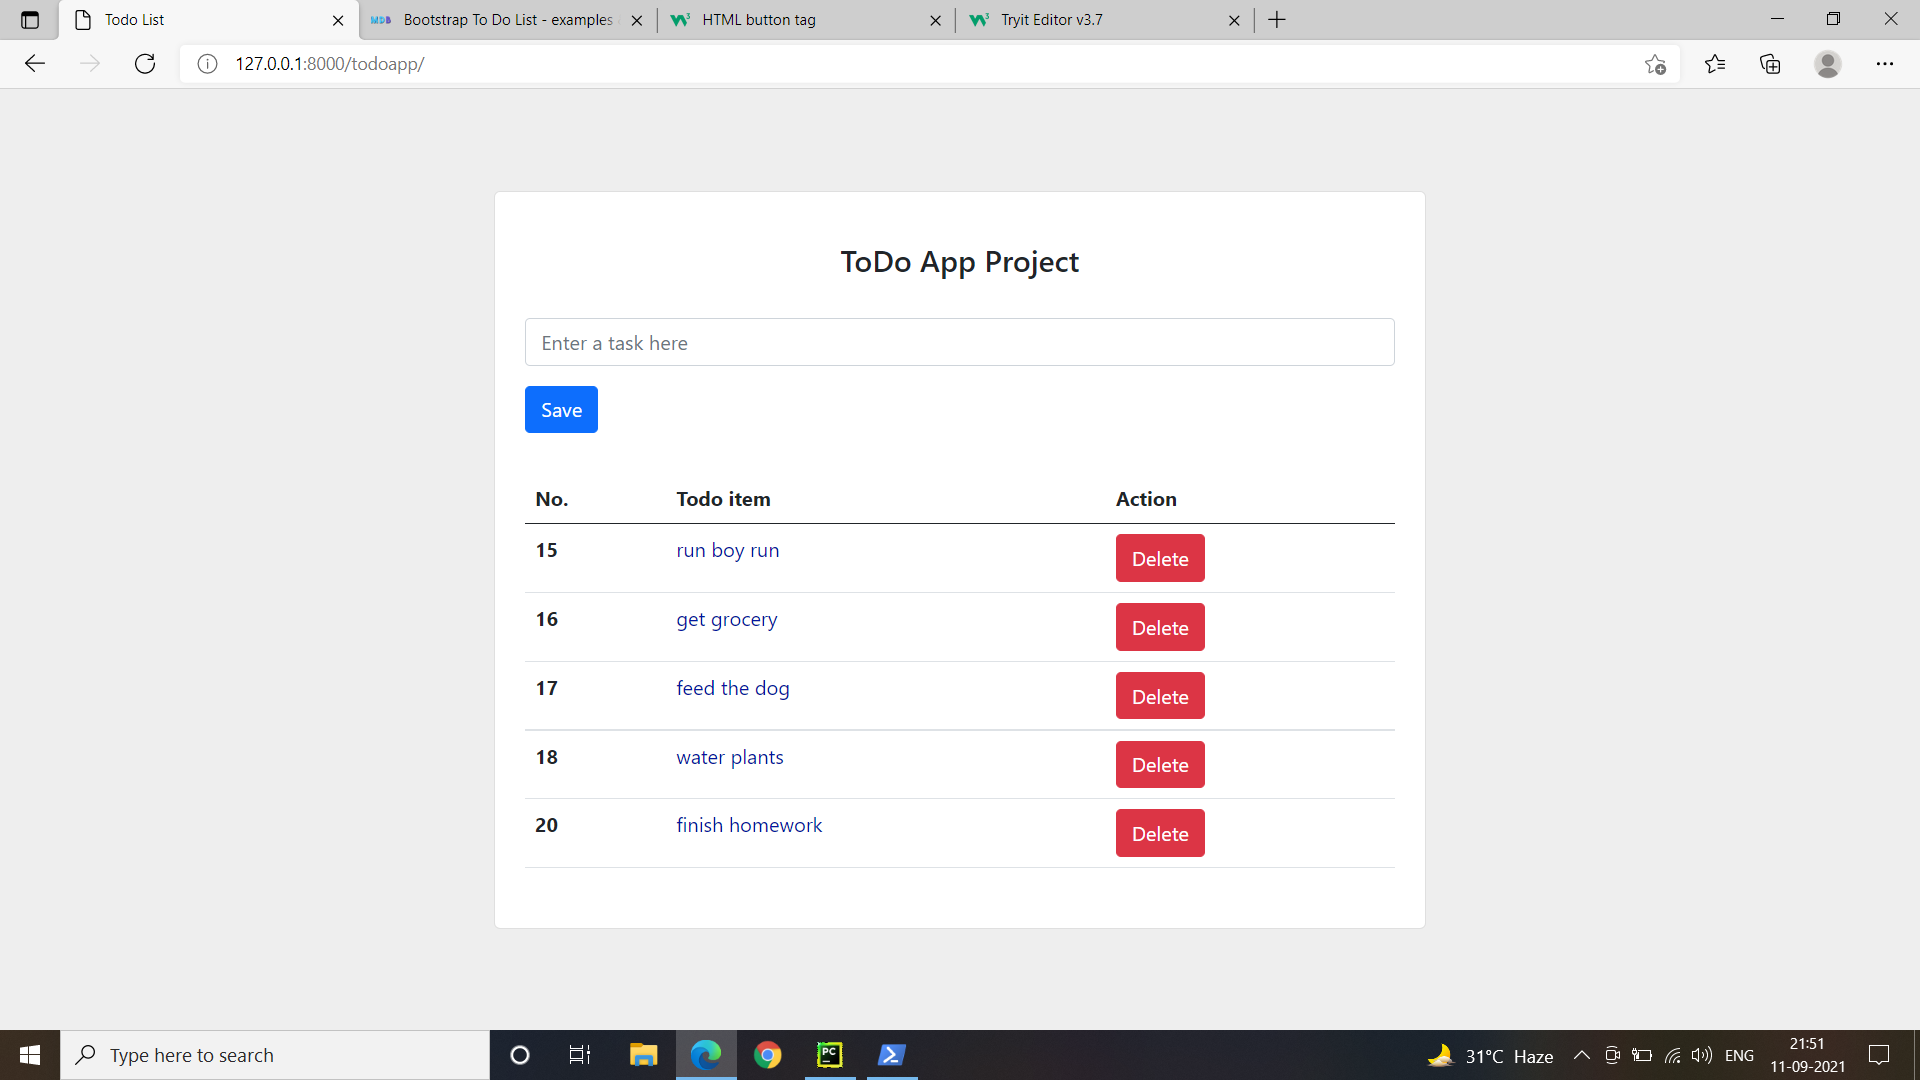 Todo List
MDB Bootstrap To Do List - examples
HTML button tag
Tryit Editor v3.7
127.0.0.1:8000/todoapp/
ToDo App Project
Enter a task here
Save
No. Todo item Action
15 run boy run Delete
16 get grocery Delete
17 feed the dog Delete
18 water plants Delete
20 finish homework Delete
Type here to search
PC
31°C Haze
ENG
21:51
11-09-2021